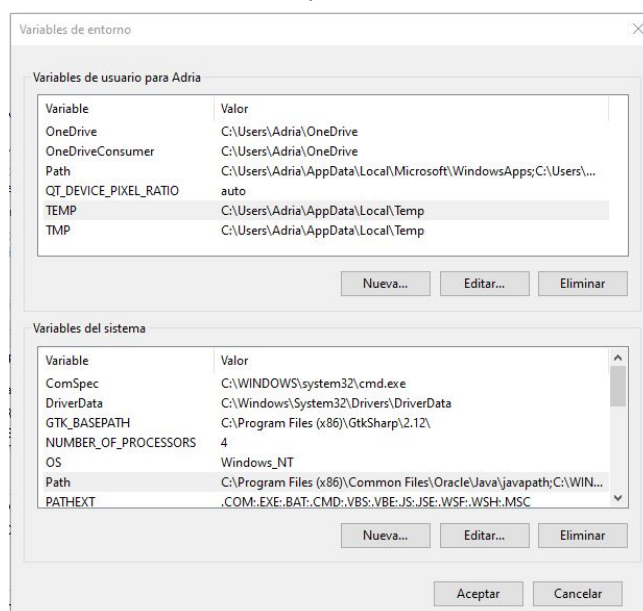 Variables de entorno
Variables de usuario para Adria
Variable Valor
OneDrive C:\Users\Adria\OneDrive
OneDriveConsumer C:\Users\Adria\OneDrive
Path C:\Users\Adria\AppData\Local\Microsoft\WindowsApps;C:\Users\...
QT_DEVICE_PIXEL_RATIO auto
TEMP C:\Users\Adria\AppData\Local\Temp
TMP C:\Users\Adria\AppData\Local\Temp
Nueva... Editar... Eliminar
Variables del sistema
Variable Valor
ComSpec C:\WINDOWS\system32\cmd.exe
DriverData C:\Windows\System32\Drivers\DriverData
GTK_BASEPATH C:\Program Files (x86)\GtkSharp\2.12\
NUMBER_OF_PROCESSORS 4
OS Windows_NT
Path C:\Program Files (x86)\Common Files\Oracle\Java\javapath;C:\WIN...
PATHEXT .COM;.EXE;.BAT;.CMD;.VBS;.VBE;.JS;.JSE;.WSF;.WSH;.MSC
Nueva... Editar... Eliminar
Aceptar Cancelar